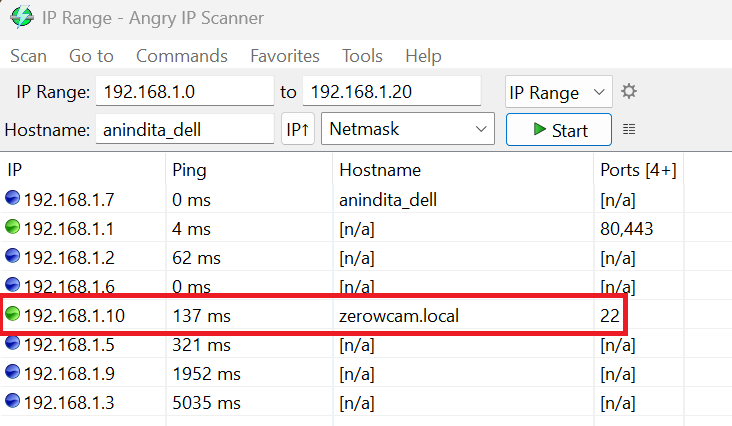 IP Range - Angry IP Scanner
Scan Go to Commands Favorites Tools Help
IP Range: 192.168.1.0 to 192.168.1.20 IP Range
Hostname: anindita_dell IP↑ Netmask Start
IP Ping Hostname Ports [4+]
192.168.1.7 0 ms anindita_dell [n/a]
192.168.1.1 4 ms [n/a] 80,443
192.168.1.2 62 ms [n/a] [n/a]
192.168.1.6 0 ms [n/a] [n/a]
192.168.1.10 137 ms zerowcam.local 22
192.168.1.5 321 ms [n/a] [n/a]
192.168.1.9 1952 ms [n/a] [n/a]
192.168.1.3 5035 ms [n/a] [n/a]